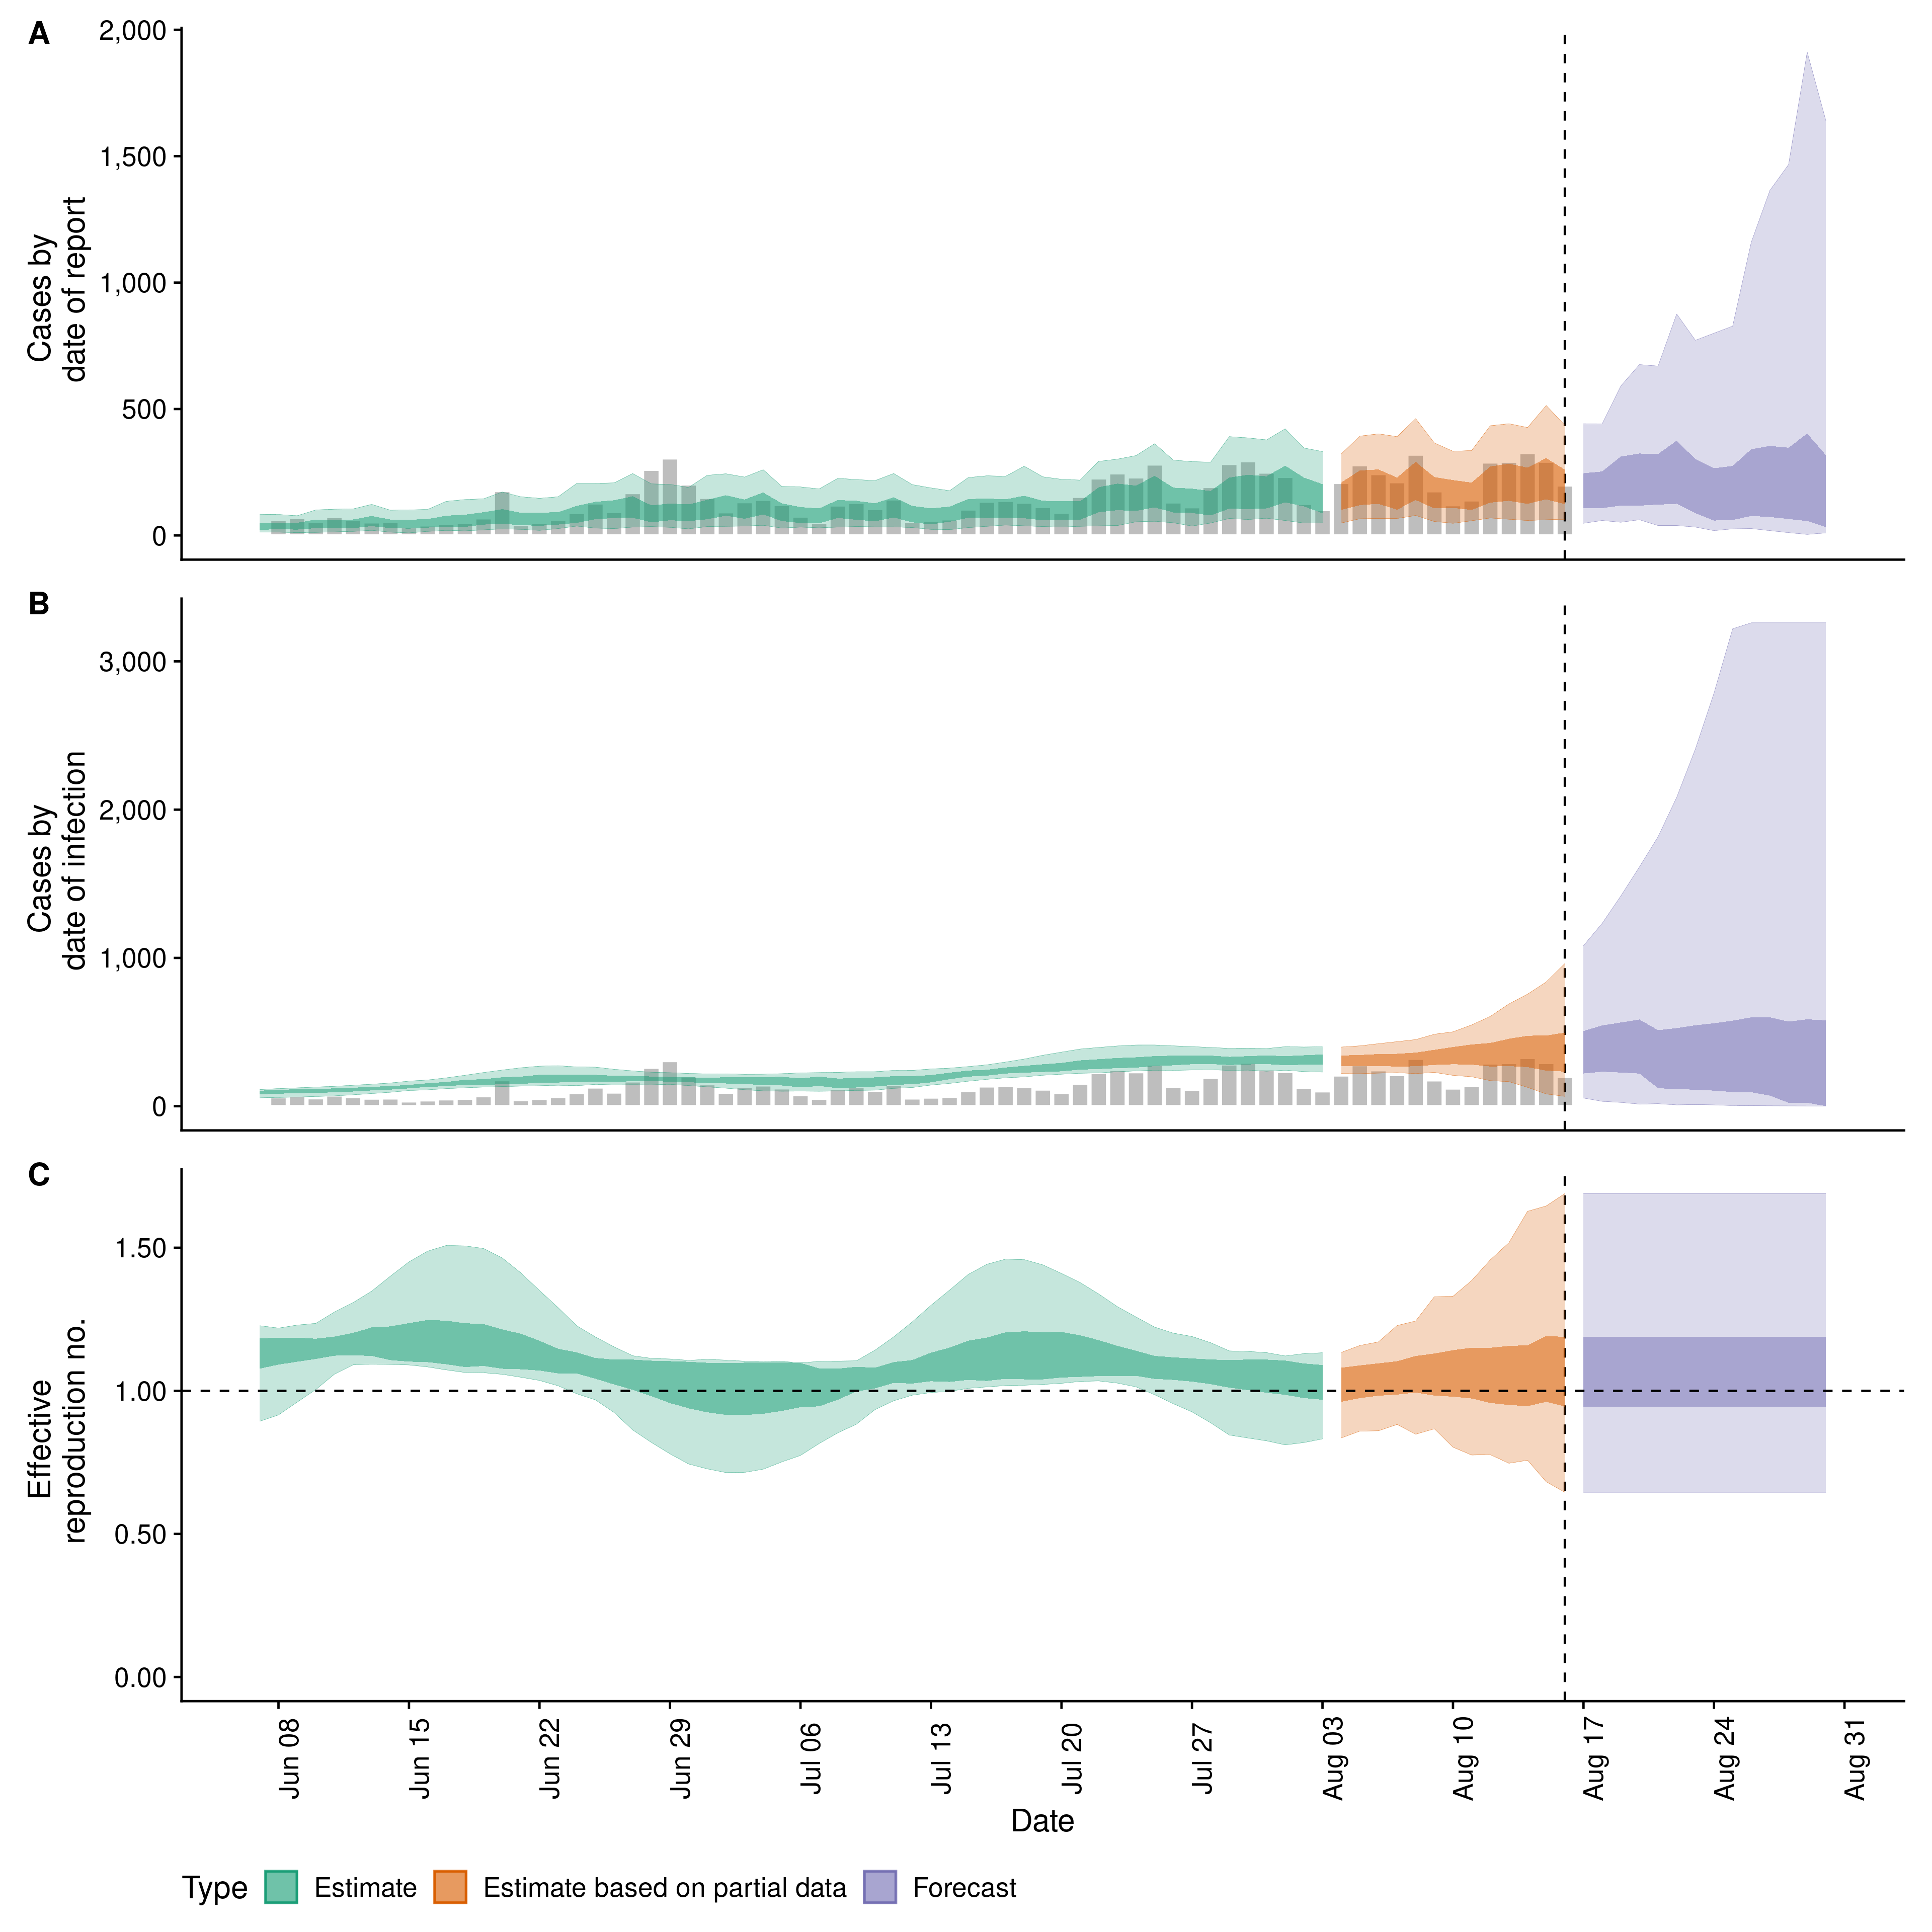 A
Cases by
date of report
2,000
1,500
1,000
500
0
B
Cases by
date of infection
3,000
2,000
1,000
0
C
Effective
reproduction no.
1.50
1.00
0.50
0.00
Jun 08
Jun 15
Jun 22
Jun 29
Jul 06
Jul 13
Jul 20
Jul 27
Aug 03
Aug 10
Aug 17
Aug 24
Aug 31
Date
Type Estimate Estimate based on partial data Forecast